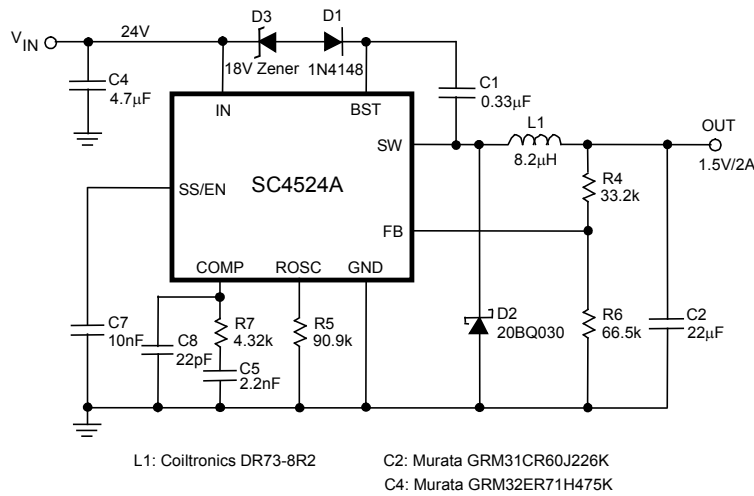 D3 D1
V IN 24V
18V Zener 1N4148
C4
4.7µF
C1
0.33µF
IN BST
L1 OUT
SW
8.2µH
1.5V/2A
SS/EN SC4524A
R4
33.2k
FB
COMP ROSC GND
C7
10nF
C8
22pF
R7
4.32k
R5
90.9k
C5
2.2nF
D2
20BQ030
R6
66.5k
C2
22µF
L1: Coiltronics DR73-8R2 C2: Murata GRM31CR60J226K
C4: Murata GRM32ER71H475K